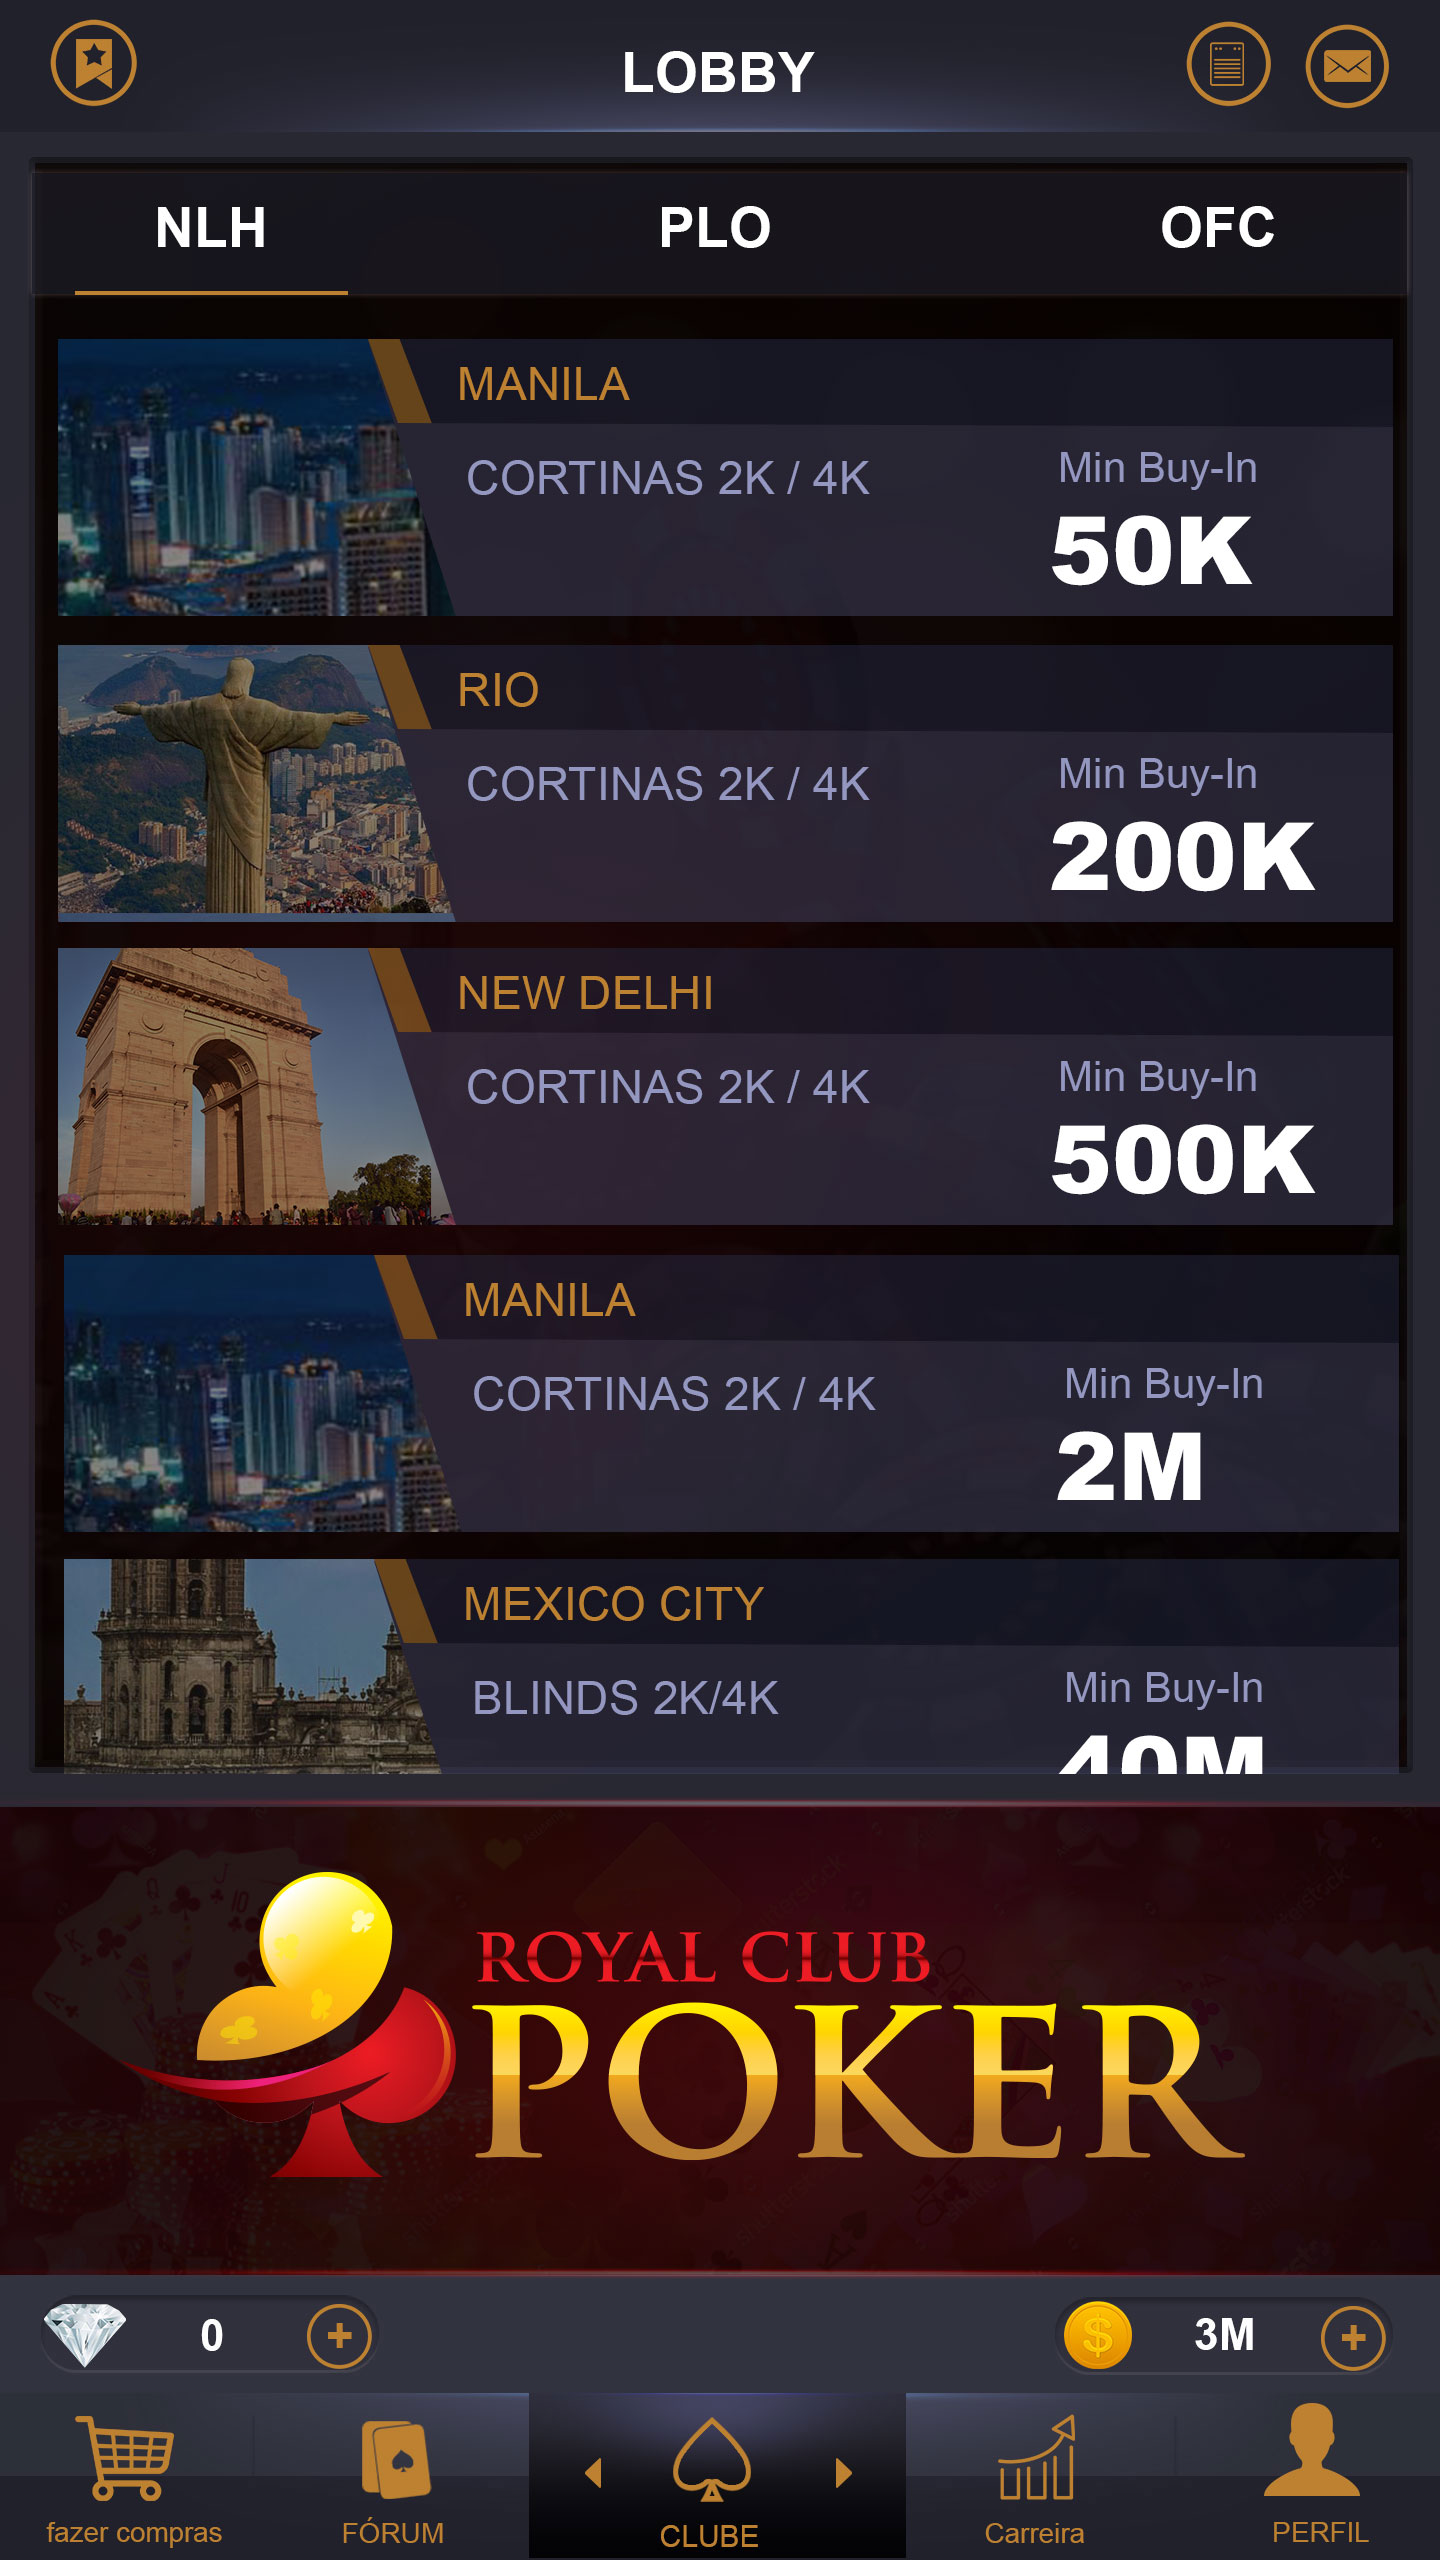 LOBBY
NLH PLO OFC
MANILA
CORTINAS 2K / 4K
Min Buy-In
50K
RIO
CORTINAS 2K / 4K
Min Buy-In
200K
NEW DELHI
CORTINAS 2K / 4K
Min Buy-In
500K
MANILA
CORTINAS 2K / 4K
Min Buy-In
2M
MEXICO CITY
BLINDS 2K/4K
Min Buy-In
40M
ROYAL CLUB
POKER
0 3M
fazer compras FÓRUM CLUBE Carreira PERFIL